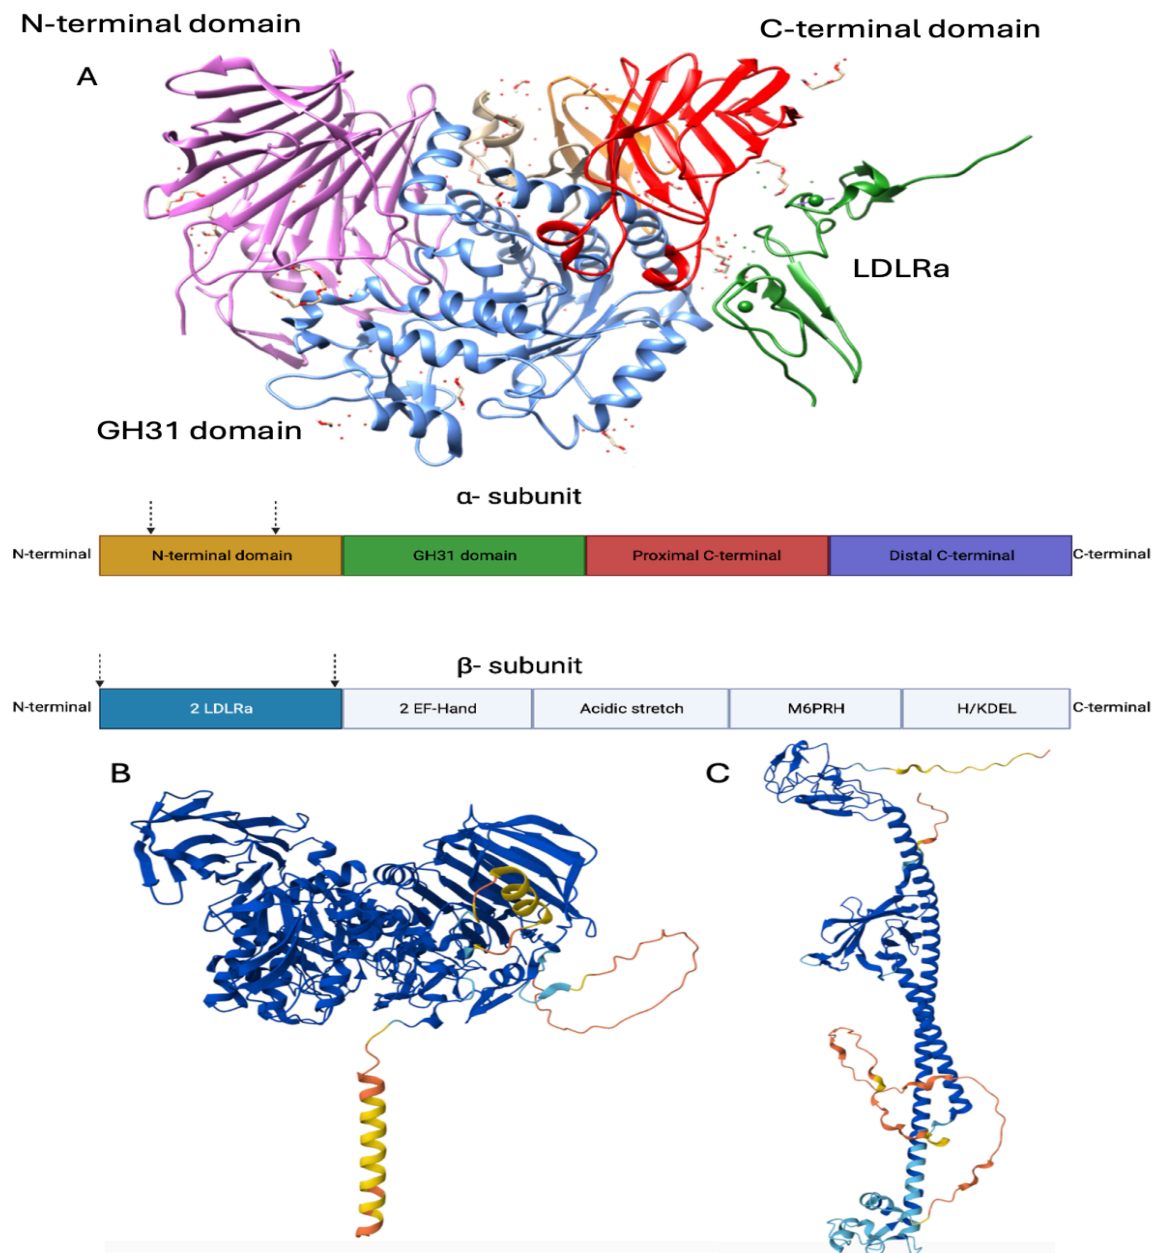 N-terminal domain
C-terminal domain
A
LDLRa
GH31 domain
α- subunit
N-terminal N-terminal domain GH31 domain Proximal C-terminal Distal C-terminal C-terminal
β- subunit
N-terminal 2 LDLRa 2 EF-Hand Acidic stretch M6PRH H/KDEL C-terminal
B C